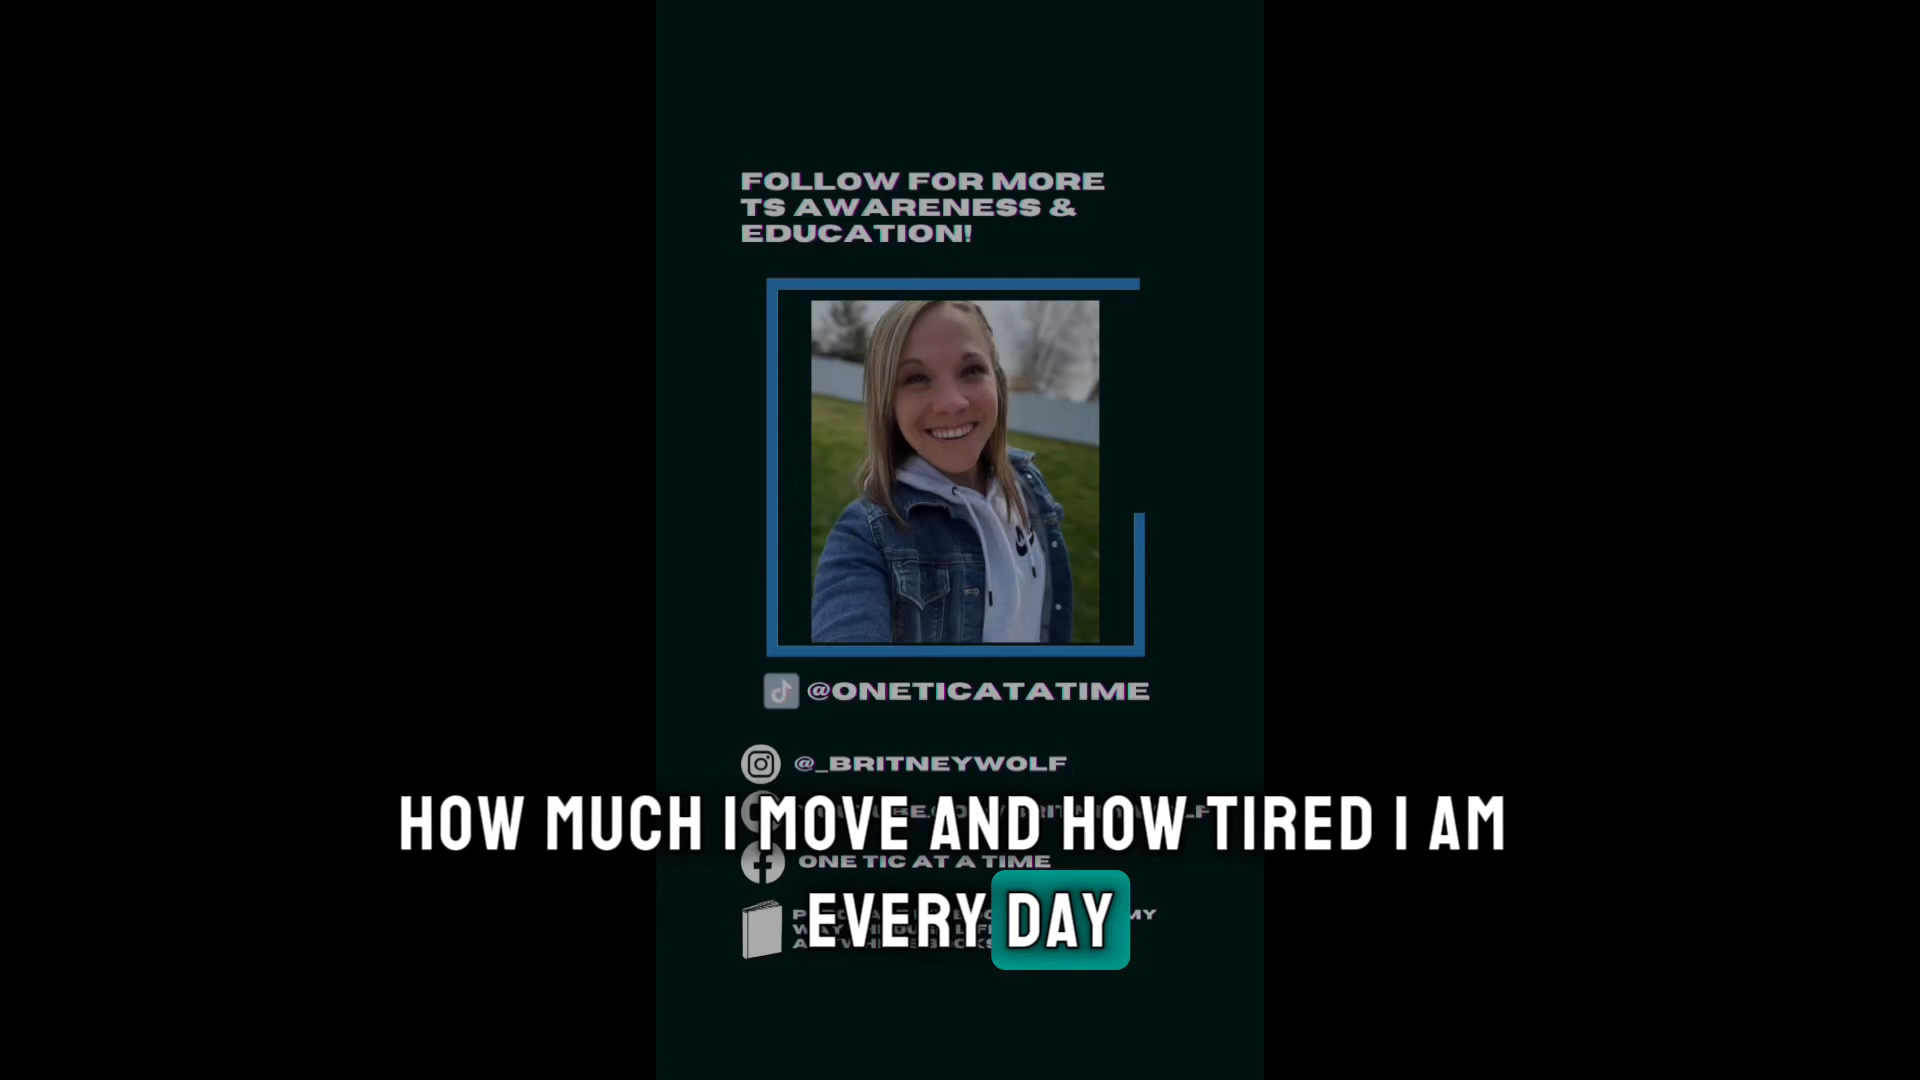 FOLLOW FOR MORE
TS AWARENESS &
EDUCATION!
@ONETICATATIME
@_BRITNEYWOLF
HOW MUCH I MOVE AND HOW TIRED I AM
ONE TIC AT A TIME
EVERY DAY
MY